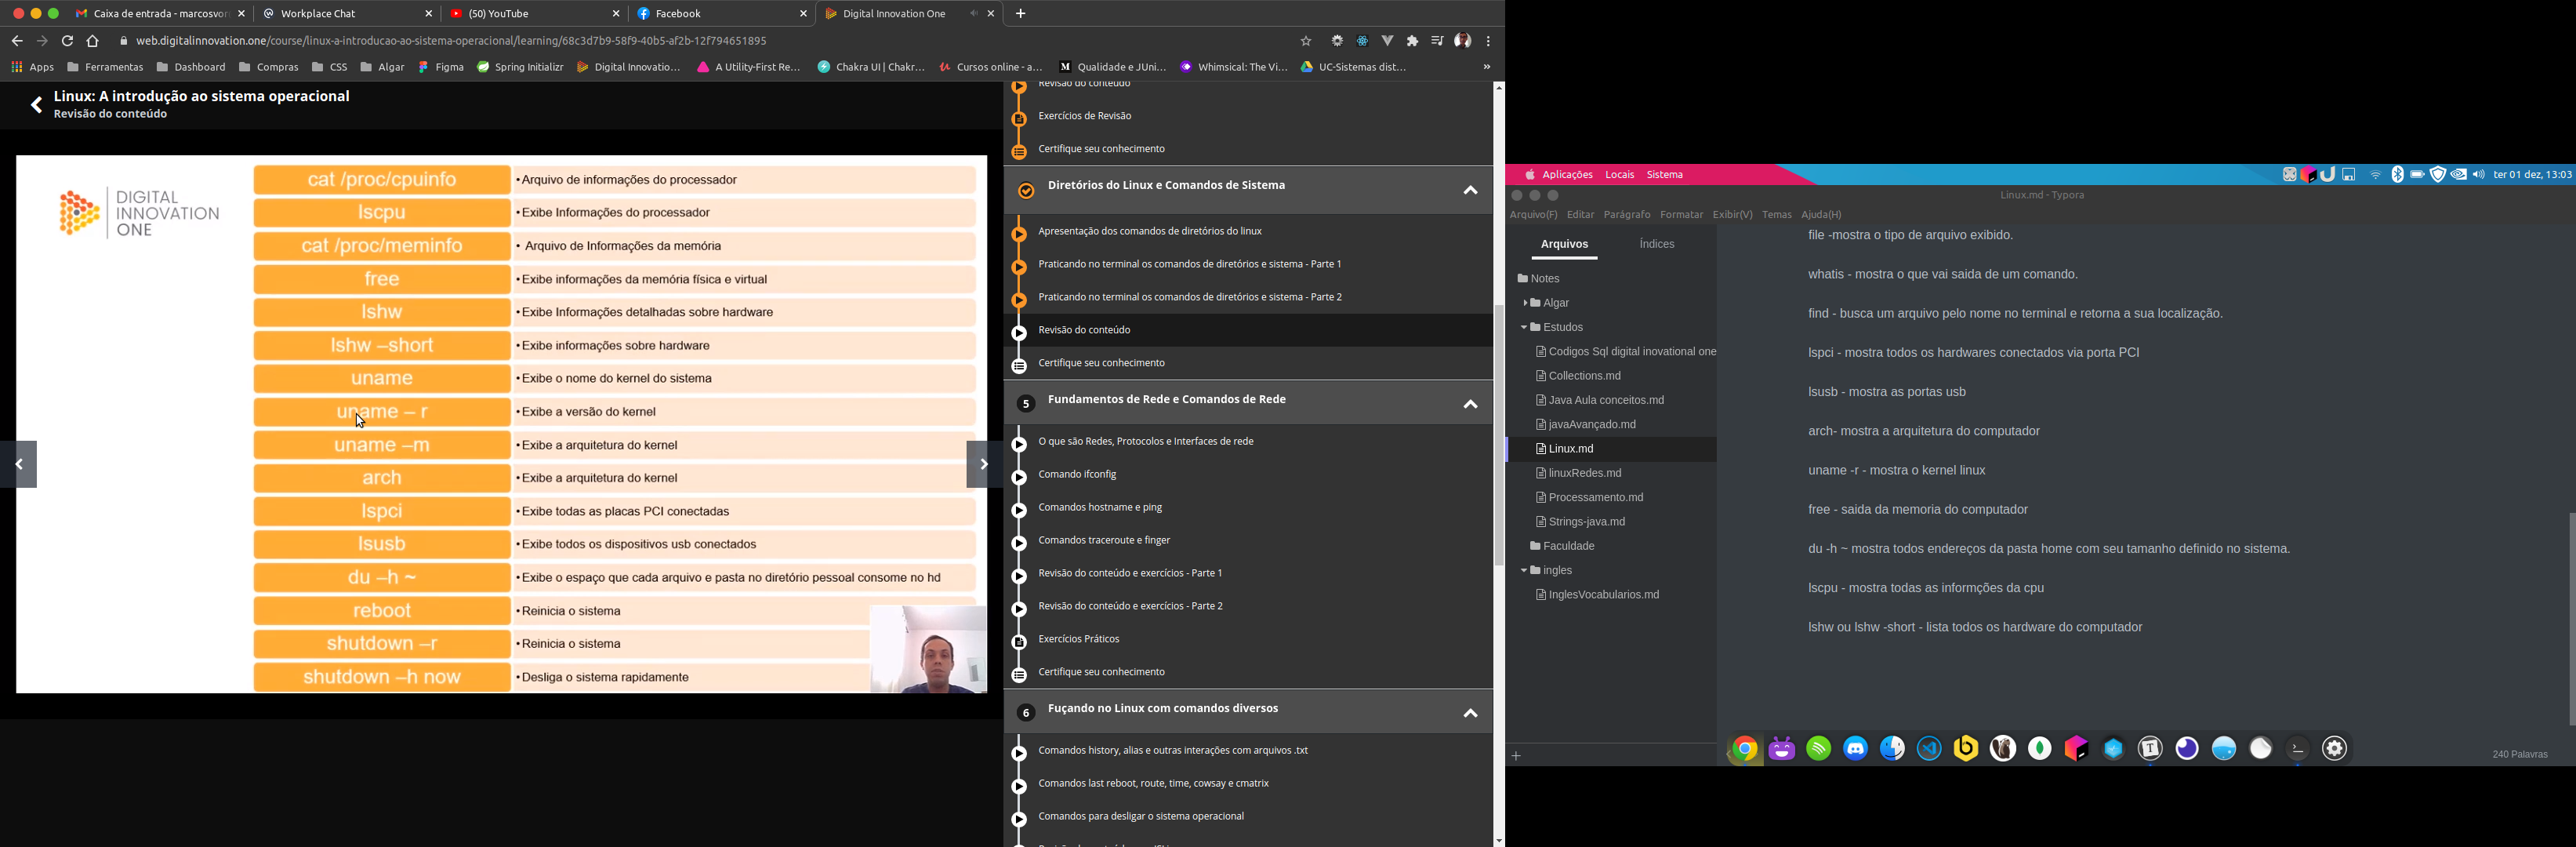 Caixa de entrada - marcosvor
Workplace Chat
(50) YouTube
Facebook
Digital Innovation One
web.digitalinnovation.one/course/linux-a-introducao-ao-sistema-operacional/learning/68c3d7b9-58f9-40b5-af2b-12f794651895
Apps
Ferramentas
Dashboard
Compras
CSS
Algar
Figma
Spring Initializr
Digital Innovatio...
A Utility-First Re...
Chakra UI | Chakr...
Cursos online - a...
Qualidade e JUni...
Whimsical: The Vi...
UC-Sistemas dist...
»
Linux: A introdução ao sistema operacional
Revisão do conteúdo
DIGITAL
INNOVATION
ONE
cat /proc/cpuinfo
•Arquivo de informações do processador
lscpu
•Exibe Informações do processador
cat /proc/meminfo
• Arquivo de Informações da memória
free
•Exibe informações da memória física e virtual
lshw
•Exibe Informações detalhadas sobre hardware
lshw –short
•Exibe informações sobre hardware
uname
•Exibe o nome do kernel do sistema
uname – r
•Exibe a versão do kernel
uname –m
•Exibe a arquitetura do kernel
arch
•Exibe a arquitetura do kernel
lspci
•Exibe todas as placas PCI conectadas
lsusb
•Exibe todos os dispositivos usb conectados
du –h ~
•Exibe o espaço que cada arquivo e pasta no diretório pessoal consome no hd
reboot
•Reinicia o sistema
shutdown –r
•Reinicia o sistema
shutdown –h now
•Desliga o sistema rapidamente
Revisão do conteúdo
Exercícios de Revisão
Certifique seu conhecimento
Diretórios do Linux e Comandos de Sistema
Apresentação dos comandos de diretórios do linux
Praticando no terminal os comandos de diretórios e sistema - Parte 1
Praticando no terminal os comandos de diretórios e sistema - Parte 2
Revisão do conteúdo
Certifique seu conhecimento
5
Fundamentos de Rede e Comandos de Rede
O que são Redes, Protocolos e Interfaces de rede
Comando ifconfig
Comandos hostname e ping
Comandos traceroute e finger
Revisão do conteúdo e exercícios - Parte 1
Revisão do conteúdo e exercícios - Parte 2
Exercícios Práticos
Certifique seu conhecimento
6
Fuçando no Linux com comandos diversos
Comandos history, alias e outras interações com arquivos .txt
Comandos last reboot, route, time, cowsay e cmatrix
Comandos para desligar o sistema operacional
Aplicações
Locais
Sistema
ter 01 dez, 13:03
Linux.md - Typora
Arquivo(F)
Editar
Parágrafo
Formatar
Exibir(V)
Temas
Ajuda(H)
Arquivos
Índices
Notes
Algar
Estudos
Codigos Sql digital inovational one
Collections.md
Java Aula conceitos.md
javaAvançado.md
Linux.md
linuxRedes.md
Processamento.md
Strings-java.md
Faculdade
ingles
InglesVocabularios.md
file -mostra o tipo de arquivo exibido.
whatis - mostra o que vai saida de um comando.
find - busca um arquivo pelo nome no terminal e retorna a sua localização.
lspci - mostra todos os hardwares conectados via porta PCI
lsusb - mostra as portas usb
arch- mostra a arquitetura do computador
uname -r - mostra o kernel linux
free - saida da memoria do computador
du -h ~ mostra todos endereços da pasta home com seu tamanho definido no sistema.
lscpu - mostra todas as informções da cpu
lshw ou lshw -short - lista todos os hardware do computador
240 Palavras